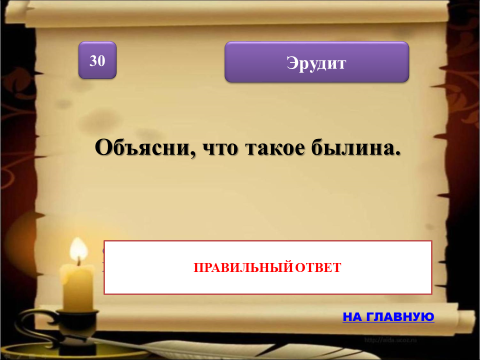 30
Эрудит
Объясни, что такое былина.
ПРАВИЛЬНЫЙ ОТВЕТ
НА ГЛАВНУЮ